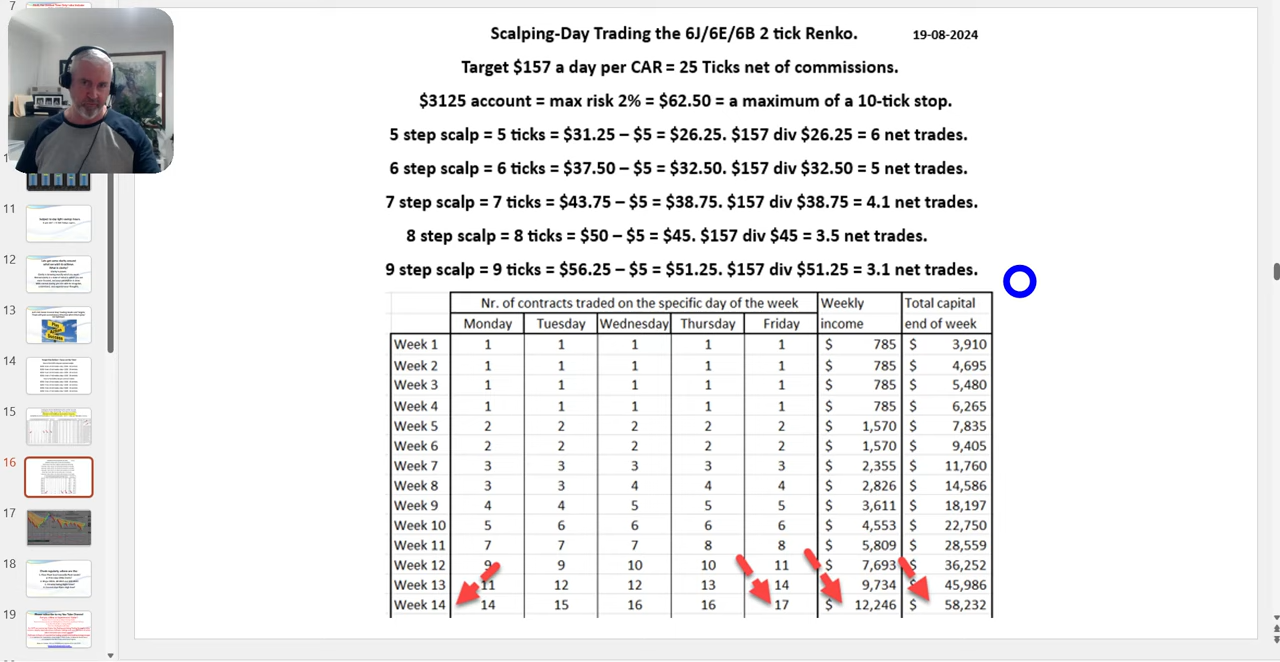 Scalping-Day Trading the 6J/6E/6B 2 tick Renko. 19-08-2024
Target $157 a day per CAR = 25 Ticks net of commissions.
$3125 account = max risk 2% = $62.50 = a maximum of a 10-tick stop.
5 step scalp = 5 ticks = $31.25 – $5 = $26.25. $157 div $26.25 = 6 net trades.
6 step scalp = 6 ticks = $37.50 – $5 = $32.50. $157 div $32.50 = 5 net trades.
7 step scalp = 7 ticks = $43.75 – $5 = $38.75. $157 div $38.75 = 4.1 net trades.
8 step scalp = 8 ticks = $50 – $5 = $45. $157 div $45 = 3.5 net trades.
9 step scalp = 9 ticks = $56.25 – $5 = $51.25. $157 div $51.25 = 3.1 net trades.
Nr. of contracts traded on the specific day of the week Weekly Total capital
Monday Tuesday Wednesday Thursday Friday income end of week
Week 1 1 1 1 1 1 $ 785 $ 3,910
Week 2 1 1 1 1 1 $ 785 $ 4,695
Week 3 1 1 1 1 1 $ 785 $ 5,480
Week 4 1 1 1 1 1 $ 785 $ 6,265
Week 5 2 2 2 2 2 $ 1,570 $ 7,835
Week 6 2 2 2 2 2 $ 1,570 $ 9,405
Week 7 3 3 3 3 3 $ 2,355 $ 11,760
Week 8 3 3 4 4 4 $ 2,826 $ 14,586
Week 9 4 4 5 5 5 $ 3,611 $ 18,197
Week 10 5 6 6 6 6 $ 4,553 $ 22,750
Week 11 7 7 7 8 8 $ 5,809 $ 28,559
Week 12 9 9 10 10 11 $ 7,693 $ 36,252
Week 13 11 12 12 13 14 $ 9,734 $ 45,986
Week 14 14 15 16 16 17 $ 12,246 $ 58,232
7
11
12
13
14
15
16
17
18
19